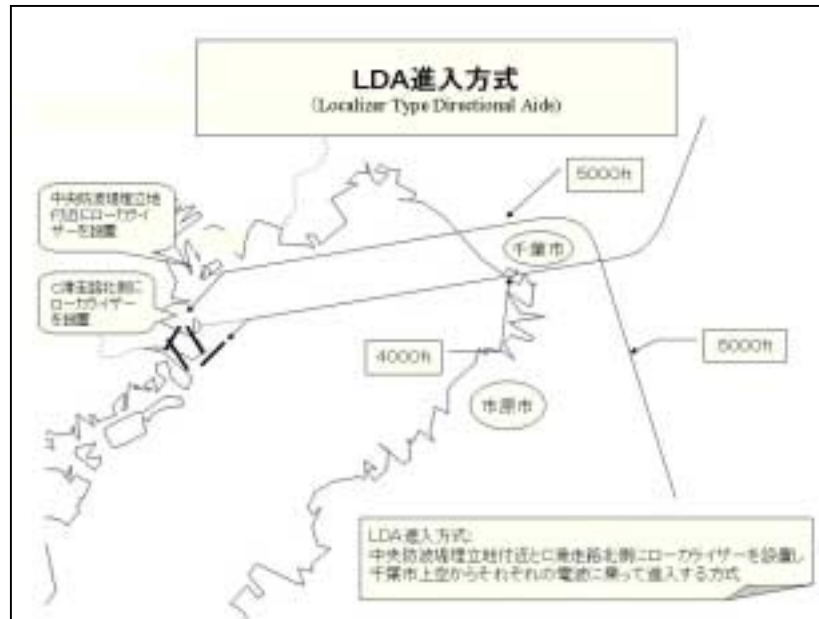 LDA進入方式
(Localizer Type Directional Aide)
5000ft
中央防波堤埋立地
付近にローカライ
ザーを設置
千葉市
C滑走路北側に
ローカライザー
を設置
4000ft
5000ft
市原市
LDA進入方式:
中央防波堤埋立地付近とC滑走路北側にローカライザーを設置し
千葉市上空からそれぞれの電波に乗って進入する方式